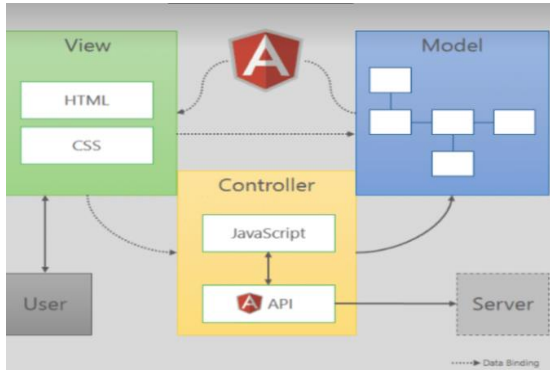 View
Model
HTML
CSS
Controller
JavaScript
API
User
Server
Data Binding